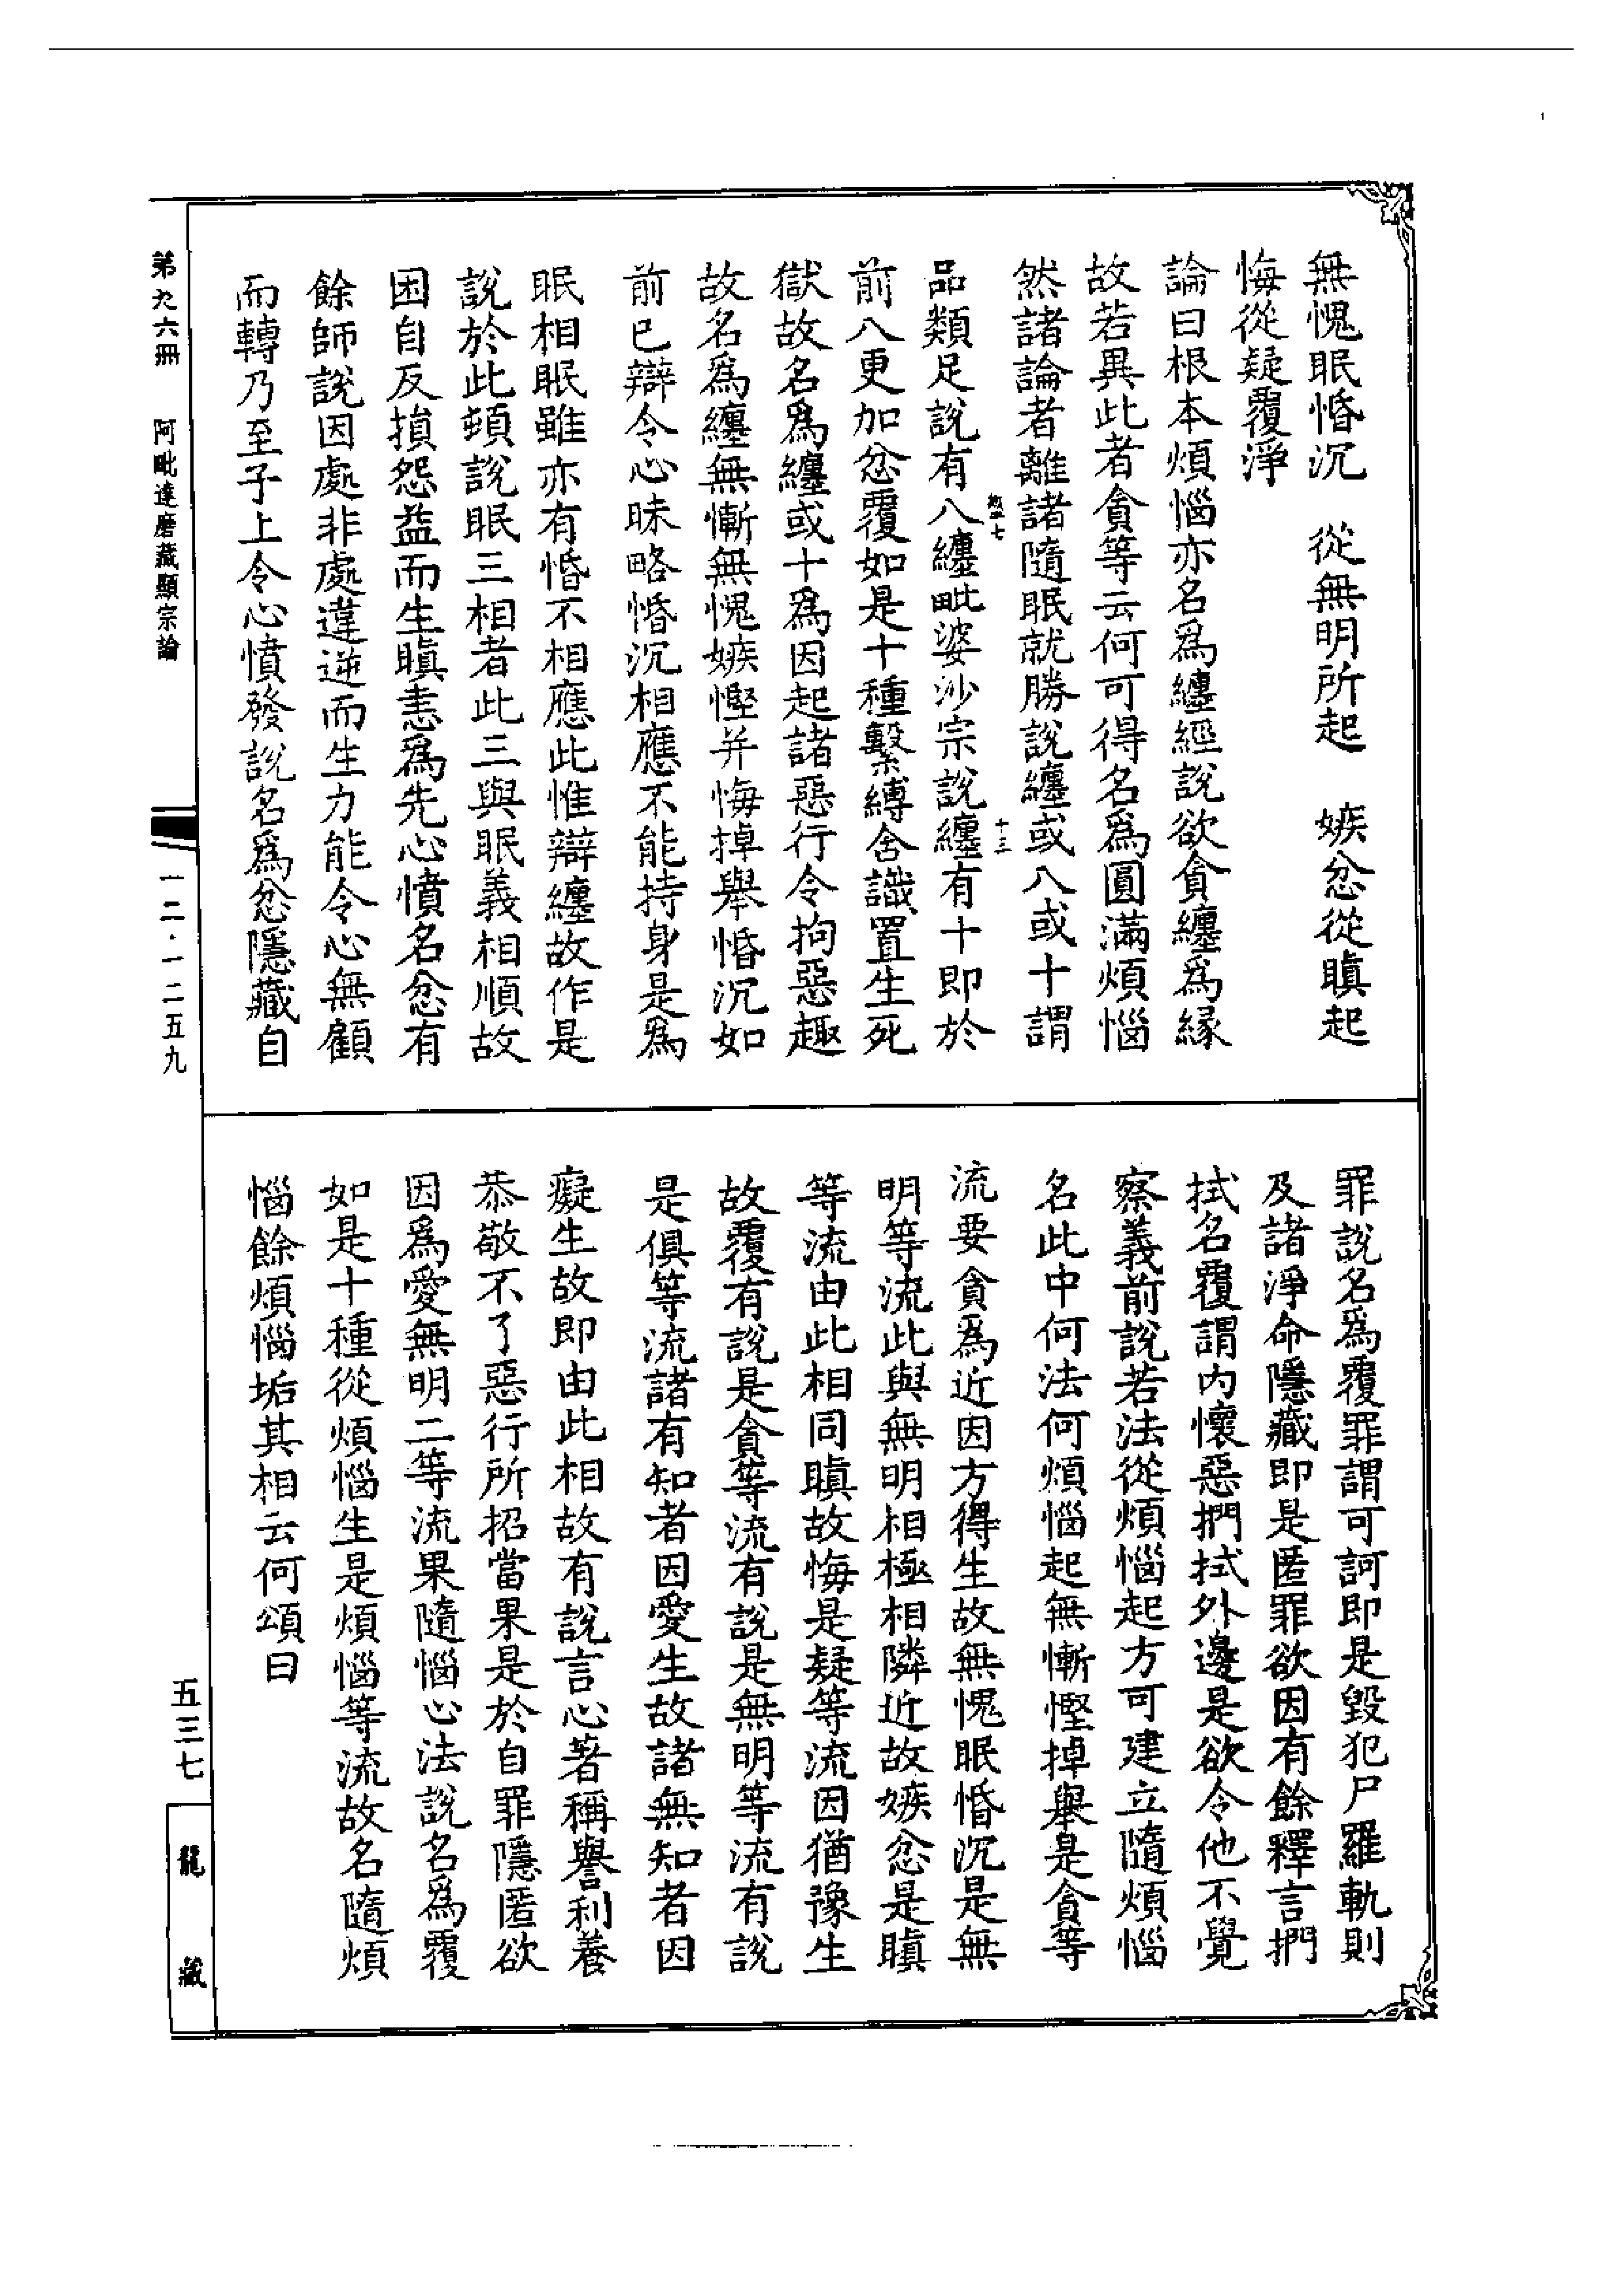 1
無愧眠惛沉　從無明所起　嫉忿從瞋起
悔從疑覆諍
論曰根本煩惱亦名爲纏經說欲貪纏爲緣
故若異此者貪等云何可得名爲圓滿煩惱
然諸論者離諸隨眠就勝說纏或八或十謂
十三
品類足說有八纏毗婆沙宗說纏有十即於
前八更加忿覆如是十種繫縛含識置生死
獄故名爲纏或十爲因起諸惡行令拘惡趣
故名爲纏無慚無愧嫉慳并悔掉舉惛沉如
前已辯令心昧略惛沉相應不能持身是爲
眠相眠雖亦有惛不相應此惟辯纏故作是
說於此頓說眠三相者此三與眠義相順故
因自反損怨益而生瞋恚爲先心憤名忿有
餘師說因處非處違逆而生力能令心無顧
而轉乃至子上令心憤發說名爲忿隱藏自
罪說名爲覆罪謂可訶即是毀犯尸羅軌則
及諸淨命隱藏即是匿罪欲因有餘釋言捫
拭名覆謂内懷惡捫拭外邊是欲令他不覺
察義前說若法從煩惱起方可建立隨煩惱
名此中何法何煩惱起無慚慳掉舉是貪等
流要貪爲近因方得生故無愧眠惛沉是無
明等流此與無明相極相隣近故嫉忿是瞋
等流由此相同瞋故悔是疑等流因猶豫生
故覆有說是貪等流有說是無明等流有說
是俱等流諸有知者因愛生故諸無知者因
癡生故即由此相故有說言心著稱譽利養
恭敬不了惡行所招當果是於自罪隱匿欲
因爲愛無明二等流果隨惱心法說名爲覆
如是十種從煩惱生是煩惱等流故名隨煩
惱餘煩惱垢其相云何頌曰
第九六冊　阿毗達磨藏顯宗論
一二·一二五九
五三七
龍藏